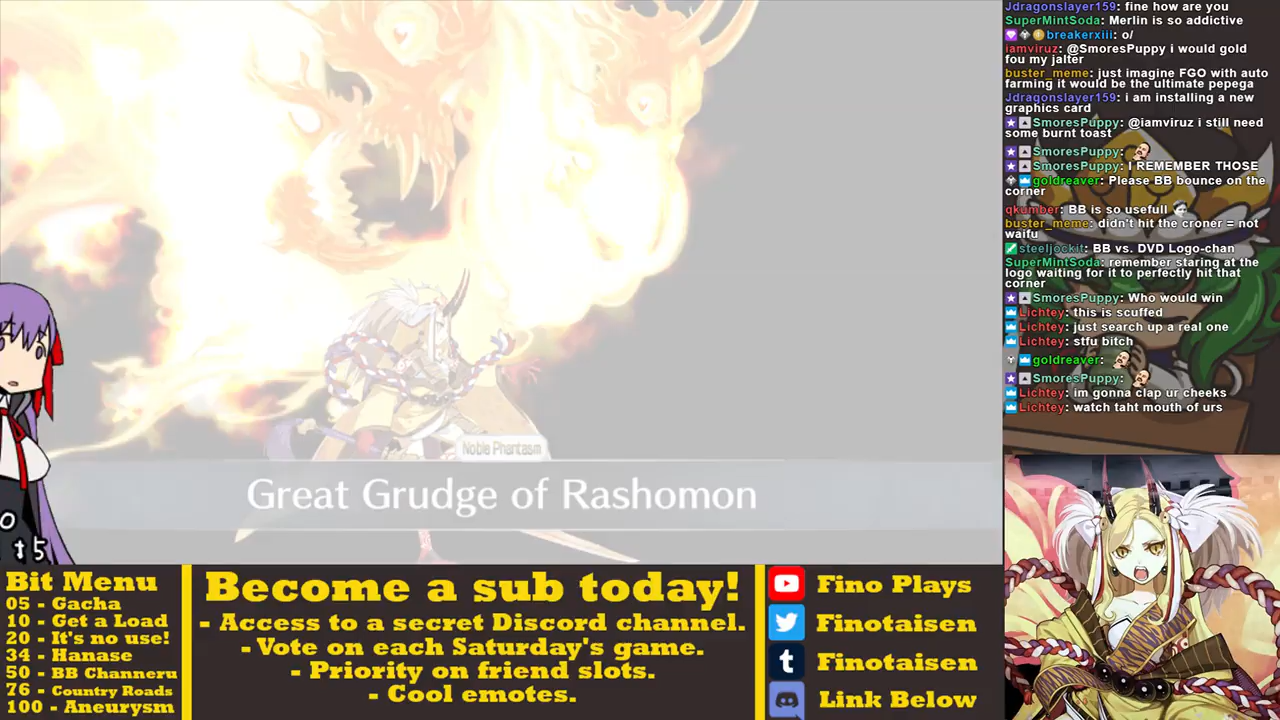 Noble Phantasm
Great Grudge of Rashomon
t5
Bit Menu
05 - Gacha
10 - Get a Load
20 - It's no use!
34 - Hanase
50 - BB Channeru
76 - Country Roads
100 - Aneurysm
Become a sub today!
- Access to a secret Discord channel.
- Vote on each Saturday's game.
- Priority on friend slots.
- Cool emotes.
Fino Plays
Finotaisen
Finotaisen
Link Below
Jdragonslayer159: fine how are you
SuperMintSoda: Merlin is so addictive
breakerxiii: o/
iamviruz: @SmoresPuppy i would gold
fou my jalter
buster_meme: just imagine FGO with auto
farming it would be the ultimate pepega
Jdragonslayer159: i am installing a new
graphics card
SmoresPuppy: @iamviruz i still need
some burnt toast
SmoresPuppy:
SmoresPuppy: I REMEMBER THOSE
goldreaver: Please BB bounce on the
corner
qkumber: BB is so usefull
buster_meme: didn't hit the croner = not
waifu
steeljockit: BB vs. DVD Logo-chan
SuperMintSoda: remember staring at the
logo waiting for it to perfectly hit that
corner
SmoresPuppy: Who would win
Lichtey: this is scuffed
Lichtey: just search up a real one
Lichtey: stfu bitch
goldreaver:
SmoresPuppy:
Lichtey: im gonna clap ur cheeks
Lichtey: watch taht mouth of urs